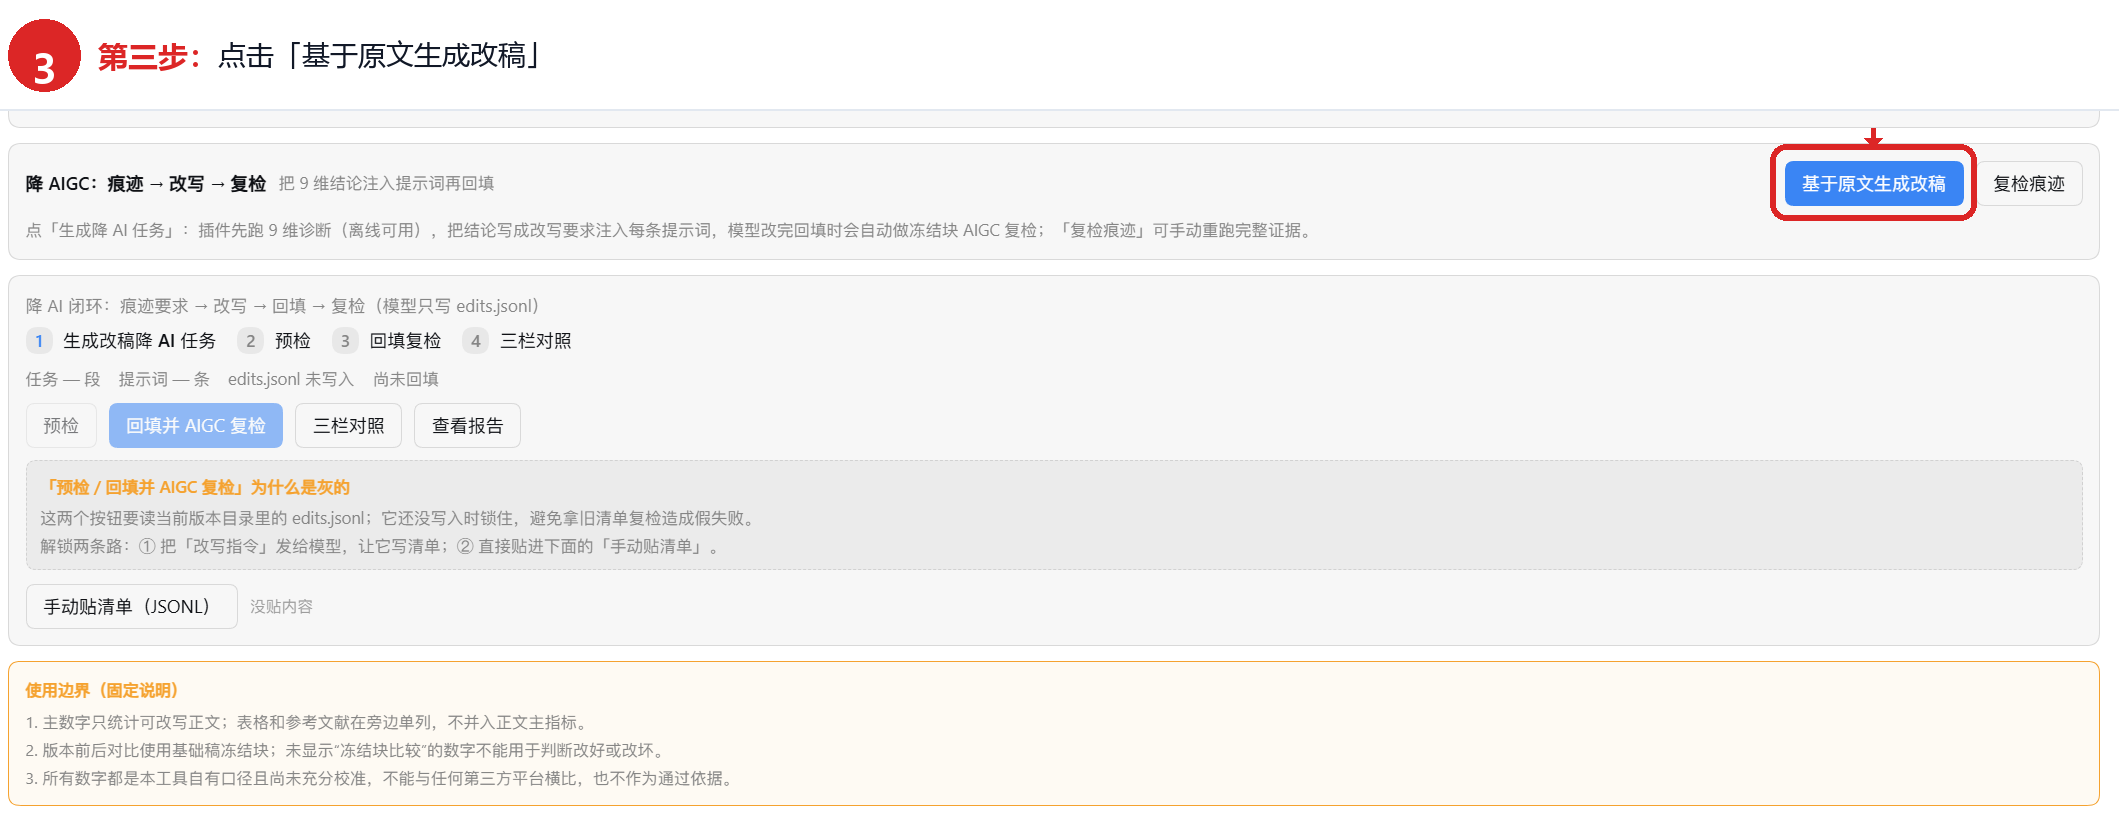 3 第三步：点击「基于原文生成改稿」
降 AIGC：痕迹 → 改写 → 复检 把 9 维结论注入提示词再回填 基于原文生成改稿 复检痕迹
点「生成降 AI 任务」：插件先跑 9 维诊断（离线可用），把结论写成改写要求注入每条提示词，模型改完回填时会自动做冻结块 AIGC 复检；「复检痕迹」可手动重跑完整证据。
降 AI 闭环：痕迹要求 → 改写 → 回填 → 复检（模型只写 edits.jsonl）
1 生成改稿降 AI 任务 2 预检 3 回填复检 4 三栏对照
任务 — 段 提示词 — 条 edits.jsonl 未写入 尚未回填
预检 回填并 AIGC 复检 三栏对照 查看报告
「预检 / 回填并 AIGC 复检」为什么是灰的
这两个按钮要读当前版本目录里的 edits.jsonl；它还没写入时锁住，避免拿旧清单复检造成假失败。
解锁两条路：① 把「改写指令」发给模型，让它写清单；② 直接贴进下面的「手动贴清单」。
手动贴清单（JSONL） 没贴内容
使用边界（固定说明）
1. 主数字只统计可改写正文；表格和参考文献在旁边单列，不并入正文主指标。
2. 版本前后对比使用基础稿冻结块；未显示“冻结块比较”的数字不能用于判断改好或改坏。
3. 所有数字都是本工具自有口径且尚未充分校准，不能与任何第三方平台横比，也不作为通过依据。